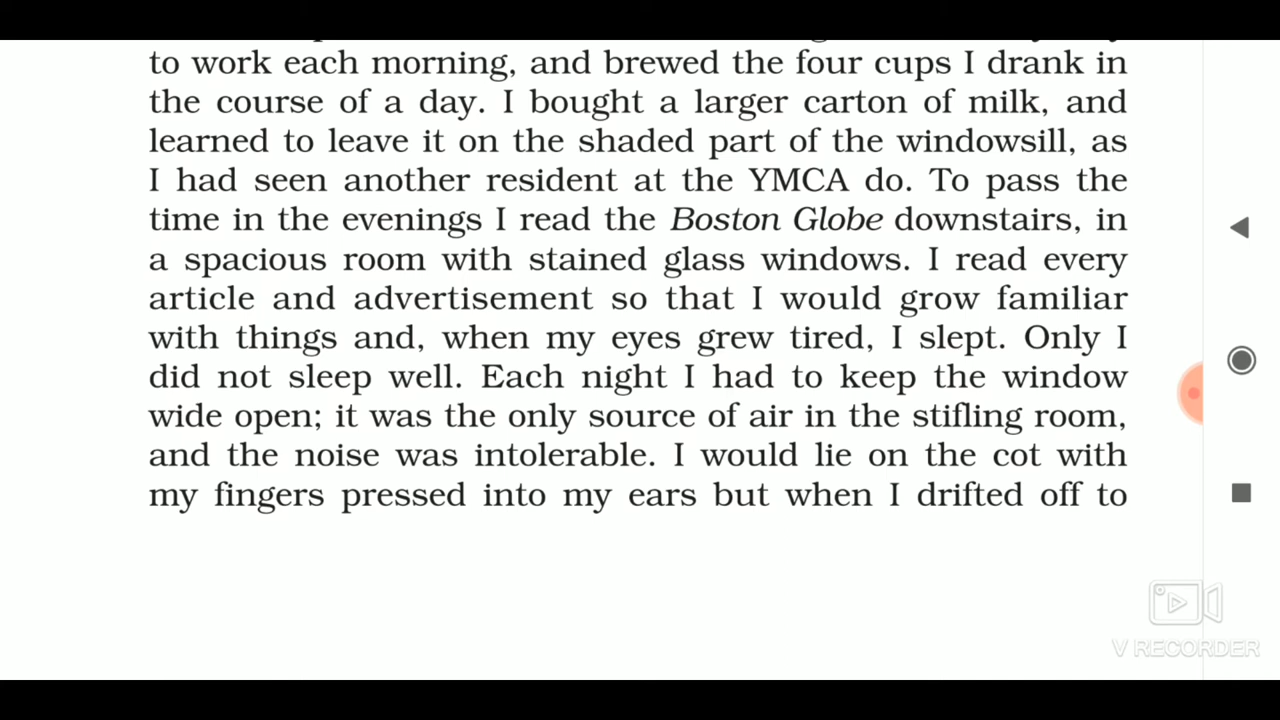 to work each morning, and brewed the four cups I drank in
the course of a day. I bought a larger carton of milk, and
learned to leave it on the shaded part of the windowsill, as
I had seen another resident at the YMCA do. To pass the
time in the evenings I read the Boston Globe downstairs, in
a spacious room with stained glass windows. I read every
article and advertisement so that I would grow familiar
with things and, when my eyes grew tired, I slept. Only I
did not sleep well. Each night I had to keep the window
wide open; it was the only source of air in the stifling room,
and the noise was intolerable. I would lie on the cot with
my fingers pressed into my ears but when I drifted off to
V RECORDER